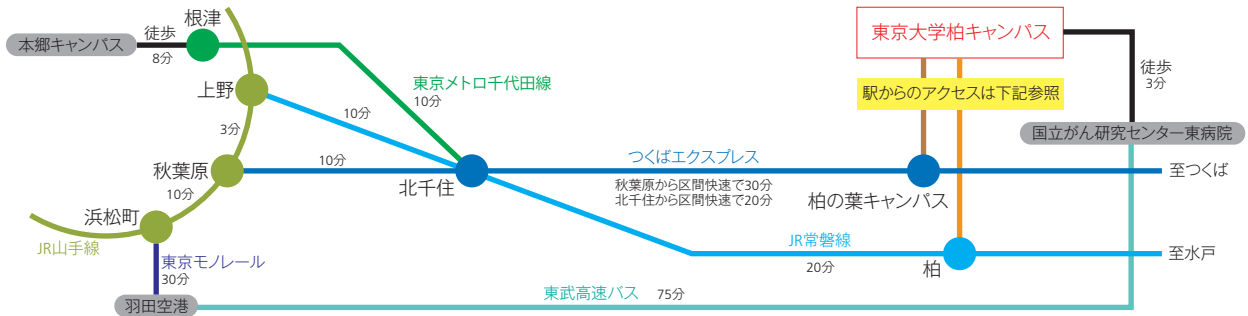 根津
徒歩
本郷キャンパス
8分
東京大学柏キャンパス
徒歩
3分
東京メトロ千代田線
10分
上野
10分
駅からのアクセスは下記参照
3分
国立がん研究センター東病院
秋葉原
10分
つくばエクスプレス
至つくば
北千住
秋葉原から区間快速で30分
北千住から区間快速で20分
柏の葉キャンパス
10分
浜松町
JR山手線
JR常磐線
20分
柏
至水戸
東京モノレール
30分
東武高速バス 75分
羽田空港